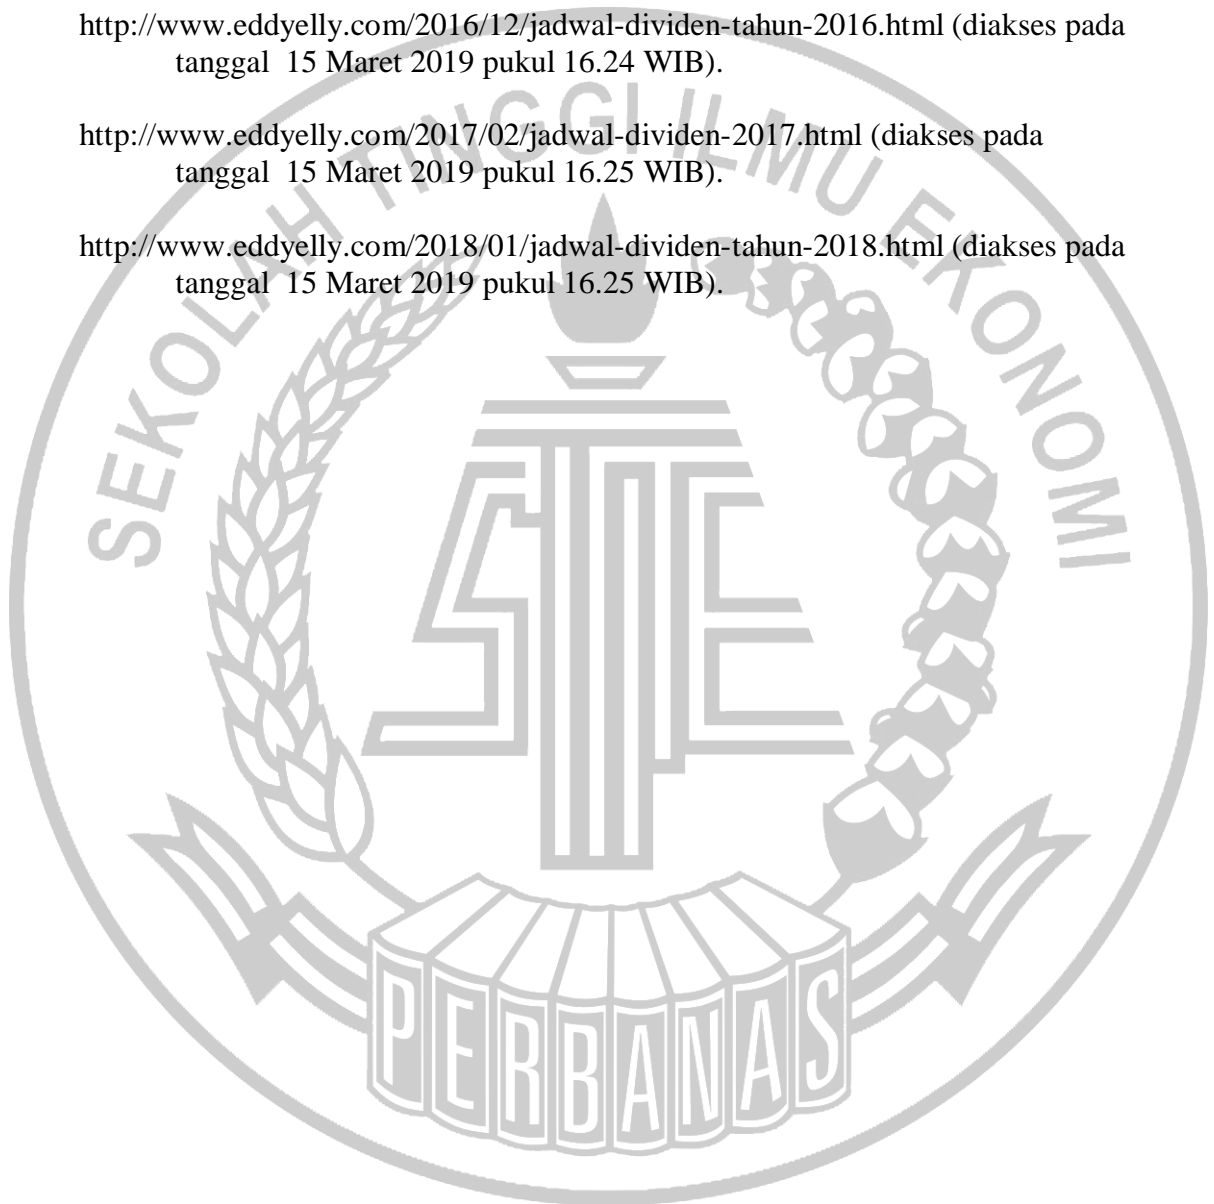 http://www.eddyelly.com/2016/12/jadwal-dividen-tahun-2016.html (diakses pada
tanggal 15 Maret 2019 pukul 16.24 WIB).
http://www.eddyelly.com/2017/02/jadwal-dividen-2017.html (diakses pada
tanggal 15 Maret 2019 pukul 16.25 WIB).
http://www.eddyelly.com/2018/01/jadwal-dividen-tahun-2018.html (diakses pada
tanggal 15 Maret 2019 pukul 16.25 WIB).
SEKOLAH TINGGI ILMU EKONOMI
STIE
PERBANAS